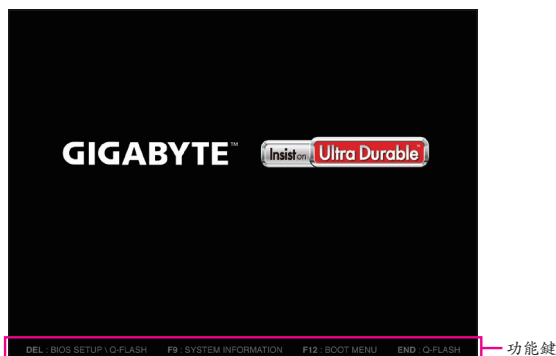 GIGABYTE™ Insist on Ultra Durable™
DEL : BIOS SETUP \ Q-FLASH F9 : SYSTEM INFORMATION F12 : BOOT MENU END : Q-FLASH
功能鍵